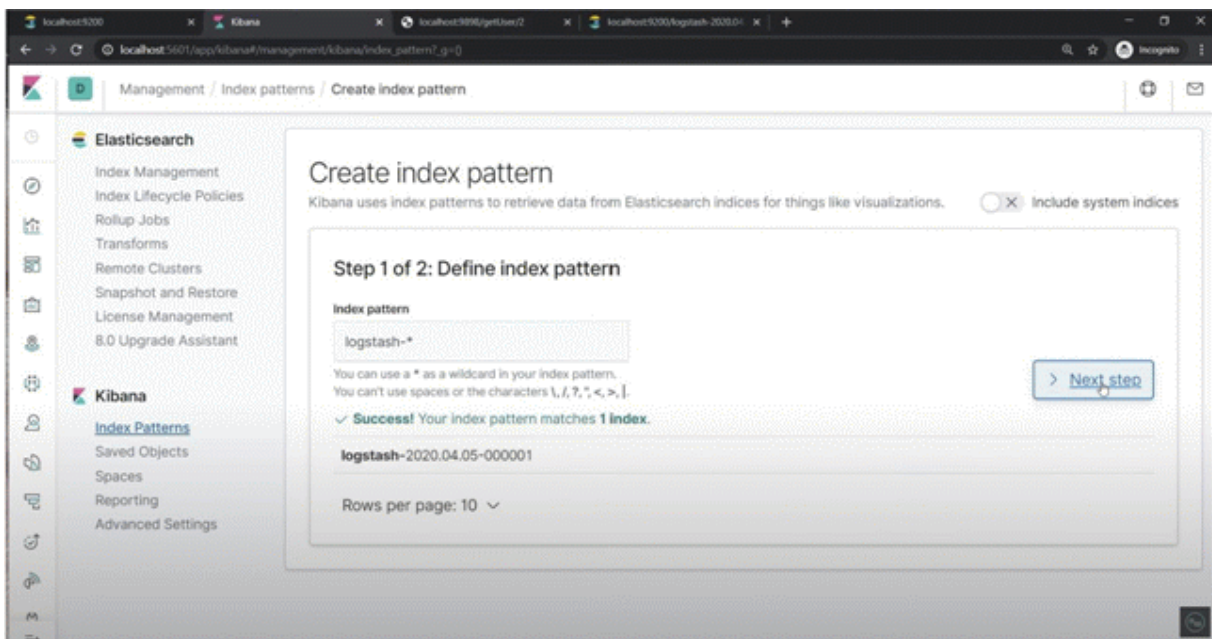 localhost:9200
Kibana
localhost:9898/getUser/2
localhost:9200/logstash-2020.04
localhost:5601/app/kibana#/management/kibana/index_pattern?_g=()
Incognito
D
Management / Index patterns / Create index pattern
Elasticsearch
Index Management
Index Lifecycle Policies
Rollup Jobs
Transforms
Remote Clusters
Snapshot and Restore
License Management
8.0 Upgrade Assistant
Kibana
Index Patterns
Saved Objects
Spaces
Reporting
Advanced Settings
Create index pattern
Kibana uses index patterns to retrieve data from Elasticsearch indices for things like visualizations.
Include system indices
Step 1 of 2: Define index pattern
Index pattern
logstash-*
You can use a * as a wildcard in your index pattern.
You can't use spaces or the characters \, /, ?, ", <, >, |.
Success! Your index pattern matches 1 index.
logstash-2020.04.05-000001
Rows per page: 10
Next step